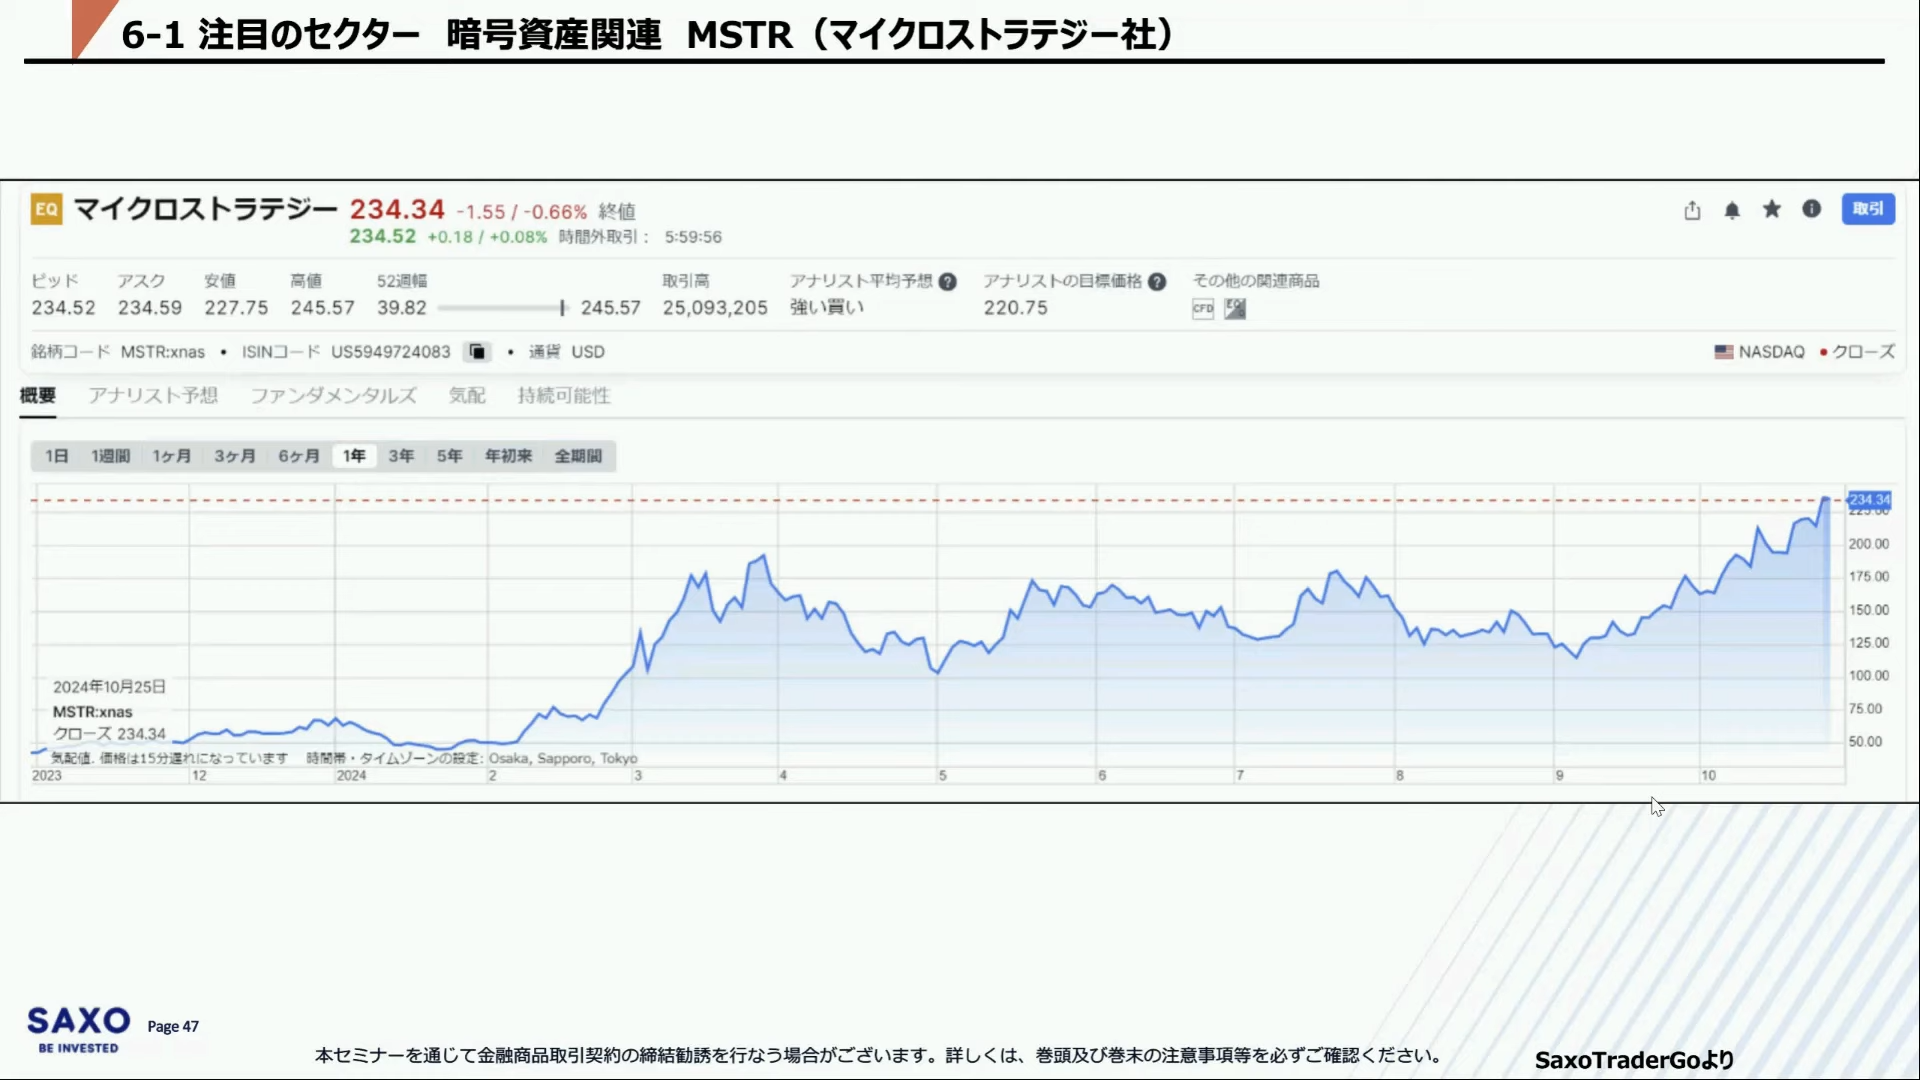 6-1 注目のセクター 暗号資産関連 MSTR（マイクロストラテジー社）
EQ マイクロストラテジー 234.34 -1.55 / -0.66% 終値
234.52 +0.18 / +0.08% 時間外取引： 5:59:56
取引
ビッド アスク 安値 高値 52週幅 取引高 アナリスト平均予想 ? アナリストの目標価格 ? その他の関連商品
234.52 234.59 227.75 245.57 39.82 245.57 25,093,205 強い買い 220.75 CFD EQ
銘柄コード MSTR:xnas • ISINコード US5949724083 • 通貨 USD
NASDAQ • クローズ
概要 アナリスト予想 ファンダメンタルズ 気配 持続可能性
1日 1週間 1ヶ月 3ヶ月 6ヶ月 1年 3年 5年 年初来 全期間
234.34
225.00
200.00
175.00
150.00
125.00
100.00
75.00
50.00
2024年10月25日
MSTR:xnas
クローズ 234.34
気配値. 価格は15分遅れになっています 時間帯・タイムゾーンの設定: Osaka, Sapporo, Tokyo
2023 12 2024 2 3 4 5 6 7 8 9 10
SAXO
BE INVESTED
Page 47
本セミナーを通じて金融商品取引契約の締結勧誘を行なう場合がございます。詳しくは、巻頭及び巻末の注意事項等を必ずご確認ください。
SaxoTraderGoより